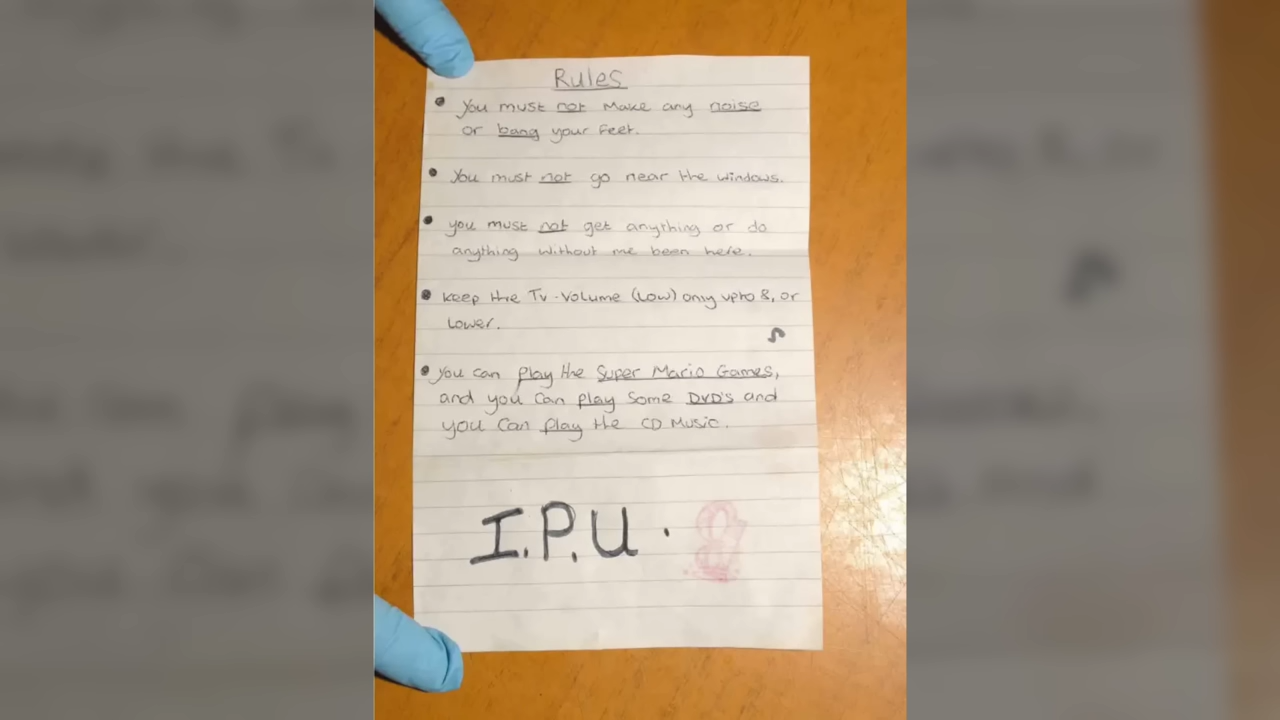 Rules
You must not make any noise
or bang your feet.
You must not go near the windows.
you must not get anything or do
anything without me been here.
keep the Tv-Volume (Low) only upto 8, or
Lower.
you can play the Super Mario Games,
and you can play some DVD's and
you can play the CD Music.
I.P.U.